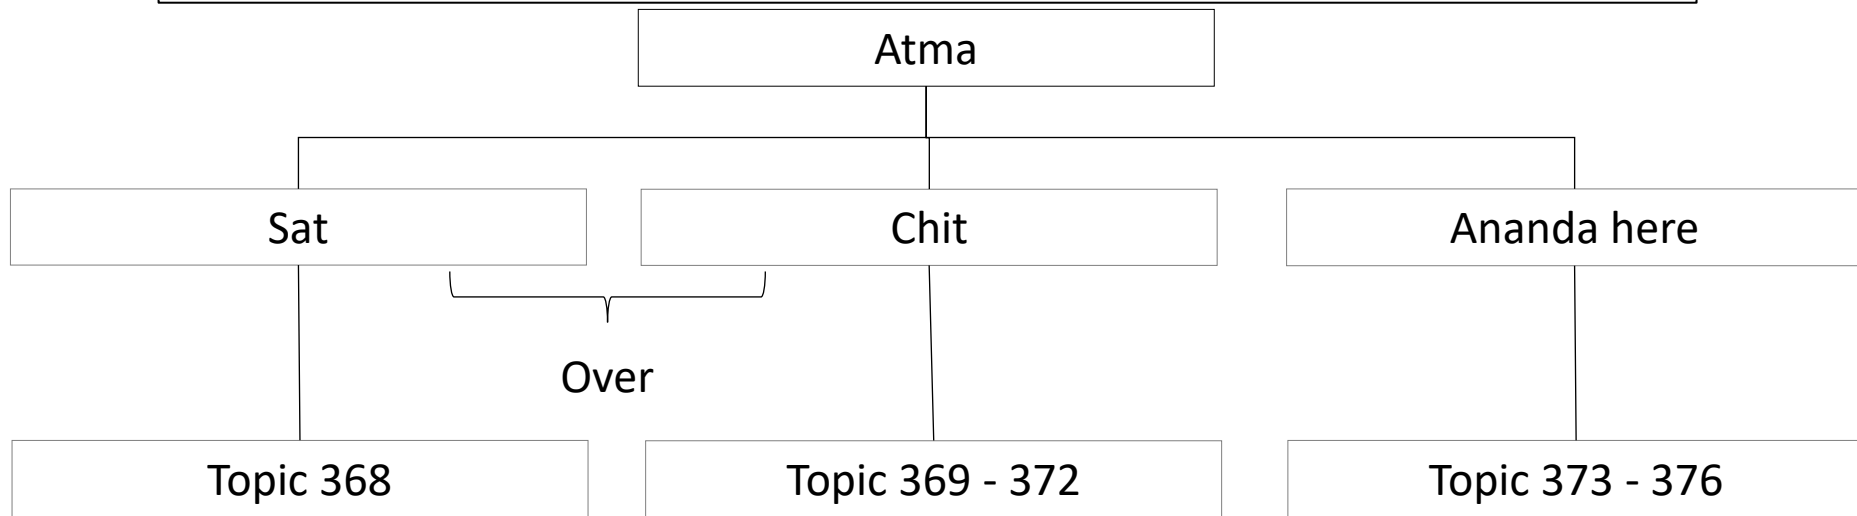 Atma
Sat
Chit
Ananda here
Over
Topic 368
Topic 369 - 372
Topic 373 - 376